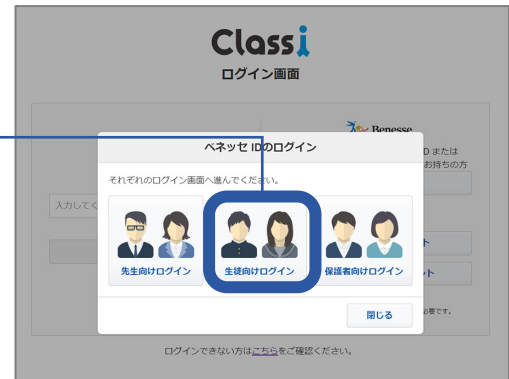 Classi
ログイン画面
Benesse
ベネッセ IDのログイン
D または
お持ちの方
それぞれのログイン画面へ進んでください。
入力してく
先生向けログイン
生徒向けログイン
保護者向けログイン
ト
ント
閉じる
必要です。
ログインできない方はこちらをご確認ください。